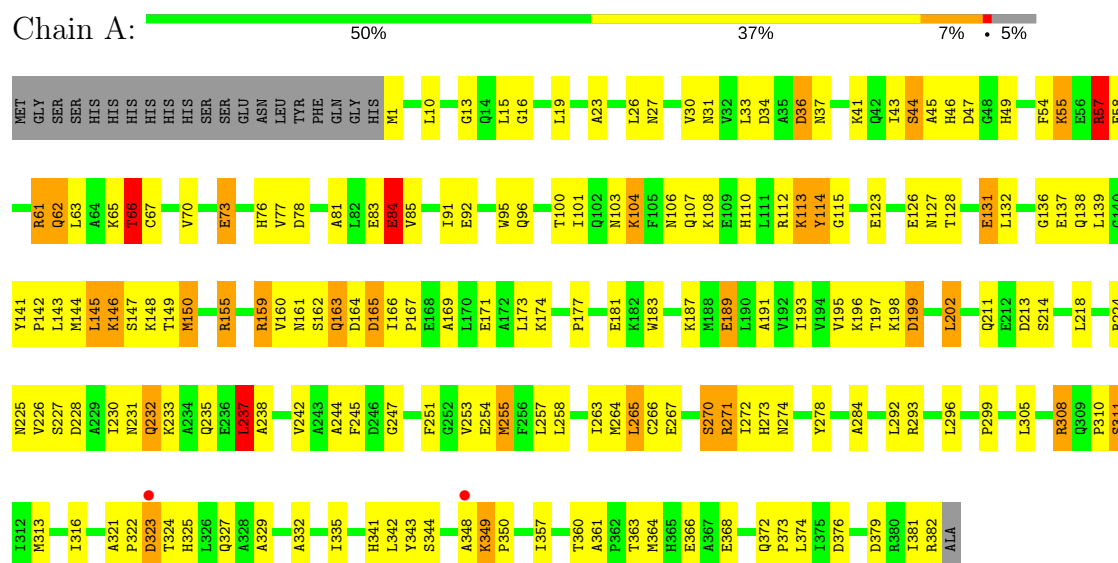 Chain A:
50% 37% 7% • 5%
MET GLY SER SER HIS HIS HIS HIS HIS HIS SER SER GLU ASN LEU TYR PHE GLN GLY HIS M1 L10 G13 Q14 L15 G16 L19 A23 L26 N27 V30 N31 V32 L33 D34 A35 D36 N37 K41 Q42 I43 S44 A45 H46 D47 G48 H49 F54 K55 E56 R57
R61 Q62 L63 A64 K65 T66 C67 V70 E73 H76 V77 D78 A81 L82 E83 E84 V85 I91 E92 W95 Q96 T100 I101 Q102 N103 K104 F105 N106 Q107 K108 E109 H110 L111 R112 K113 Y114 G115 E123 E126 N127 T128 E131 L132 G136 E137 Q138 L139
Y141 P142 L143 M144 L145 K146 S147 K148 T149 M150 R155 R159 V160 N161 S162 Q163 D164 D165 I166 P167 E168 A169 L170 E171 A172 L173 K174 P177 E181 K182 W183 K187 M188 E189 L190 A191 V192 I193 V194 V195 K196 T197 K198 D199 L202 Q211 E212 D213 S214 L218
N225 V226 S227 D228 A229 I230 N231 Q232 K233 A234 Q235 E236 L237 A238 V242 A243 A244 F245 D246 G247 F251 G252 V253 E254 M255 F256 L257 L258 I263 M264 L265 C266 E267 S270 R271 I272 H273 N274 Y278 A284 L292 R293 L296 P299 L305 R308 Q309 P310 S311
I312 M313 I316 A321 P322 D323 T324 H325 L326 Q327 A328 A329 A332 I335 H341 L342 Y343 S344 A348 K349 P350 I357 T360 A361 P362 T363 M364 H365 E366 A367 E368 Q372 P373 L374 I375 D376 D379 R380 I381 R382 ALA